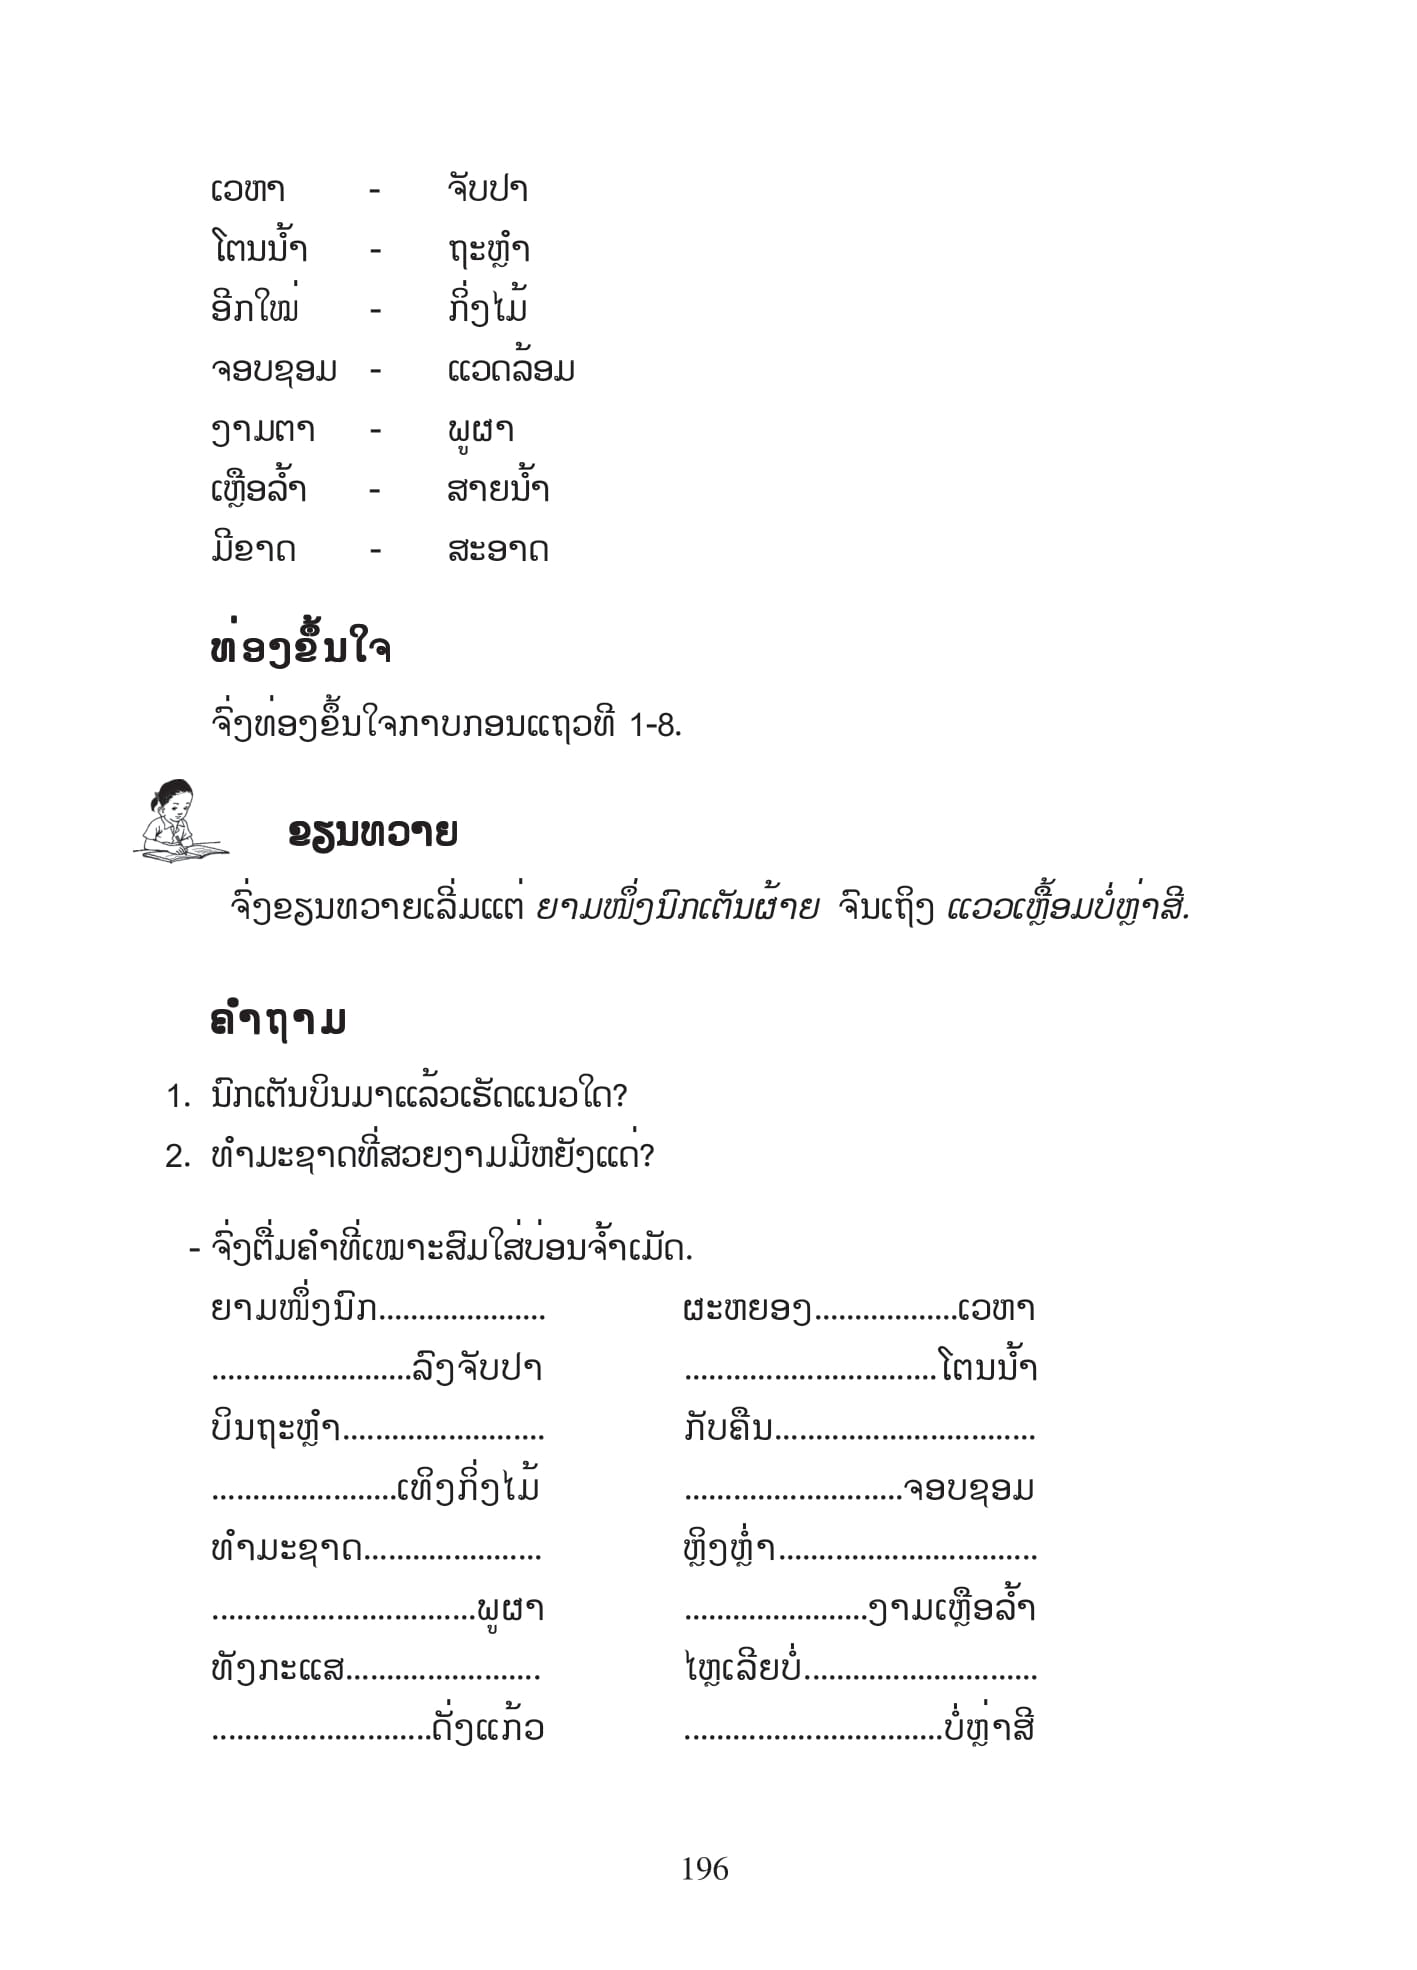 ເວຫາ - ຈັບປາ
ໂຕນນ້ຳ - ຖະຫຼຳ
ອີກໃໝ່ - ກິ່ງໄມ້
ຈອບຊອມ - ແວດລ້ອມ
ງາມຕາ - ພູຜາ
ເຫຼືອລ້ຳ - ສາຍນ້ຳ
ມີຂາດ - ສະອາດ
ທ່ອງຂຶ້ນໃຈ
ຈົ່ງທ່ອງຂຶ້ນໃຈກາບກອນແຖວທີ 1-8.
ຂຽນທວາຍ
ຈົ່ງຂຽນທວາຍເລີ່ມແຕ່ ຍາມໜຶ່ງນົກເຕັນຜ້າຍ ຈົນເຖິງ ແວວເຫຼື້ອມບໍ່ຫຼ່າສີ.
ຄຳຖາມ
1. ນົກເຕັນບິນມາແລ້ວເຮັດແນວໃດ?
2. ທຳມະຊາດທີ່ສວຍງາມມີຫຍັງແດ່?
- ຈົ່ງຕື່ມຄຳທີ່ເໝາະສົມໃສ່ບ່ອນຈ້ຳເມັດ.
ຍາມໜຶ່ງນົກ..................... ຜະຫຍອງ..................ເວຫາ
.........................ລົງຈັບປາ ...............................ໂຕນນ້ຳ
ບິນຖະຫຼຳ......................... ກັບຄືນ................................
.......................ເທິງກິ່ງໄມ້ ...........................ຈອບຊອມ
ທຳມະຊາດ...................... ຫຼິງຫຼ່ຳ................................
................................ພູຜາ .......................ງາມເຫຼືອລ້ຳ
ທັງກະແສ........................ ໄຫຼເລີຍບໍ່.............................
...........................ດັ່ງແກ້ວ ................................ບໍ່ຫຼ່າສີ
196